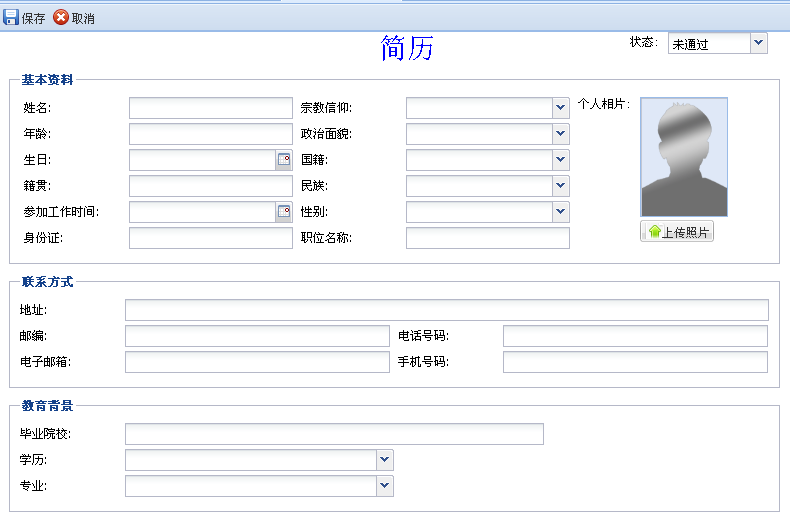 保存 取消
简历 状态: 未通过
基本资料
姓名: 宗教信仰: 个人相片:
年龄: 政治面貌:
生日: 国籍:
籍贯: 民族:
参加工作时间: 性别:
上传照片
身份证: 职位名称:
联系方式
地址:
邮编: 电话号码:
电子邮箱: 手机号码:
教育背景
毕业院校:
学历:
专业: